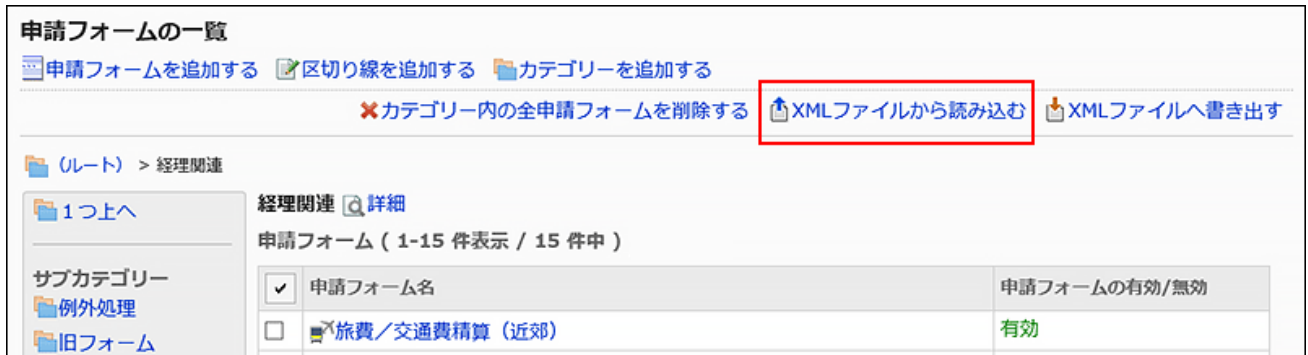 申請フォームの一覧
申請フォームを追加する 区切り線を追加する カテゴリーを追加する
カテゴリー内の全申請フォームを削除する XMLファイルから読み込む XMLファイルへ書き出す
(ルート) > 経理関連
1つ上へ
サブカテゴリー
例外処理
旧フォーム
経理関連 詳細
申請フォーム ( 1-15 件表示 / 15 件中 )
申請フォーム名 申請フォームの有効/無効
旅費／交通費精算（近郊） 有効